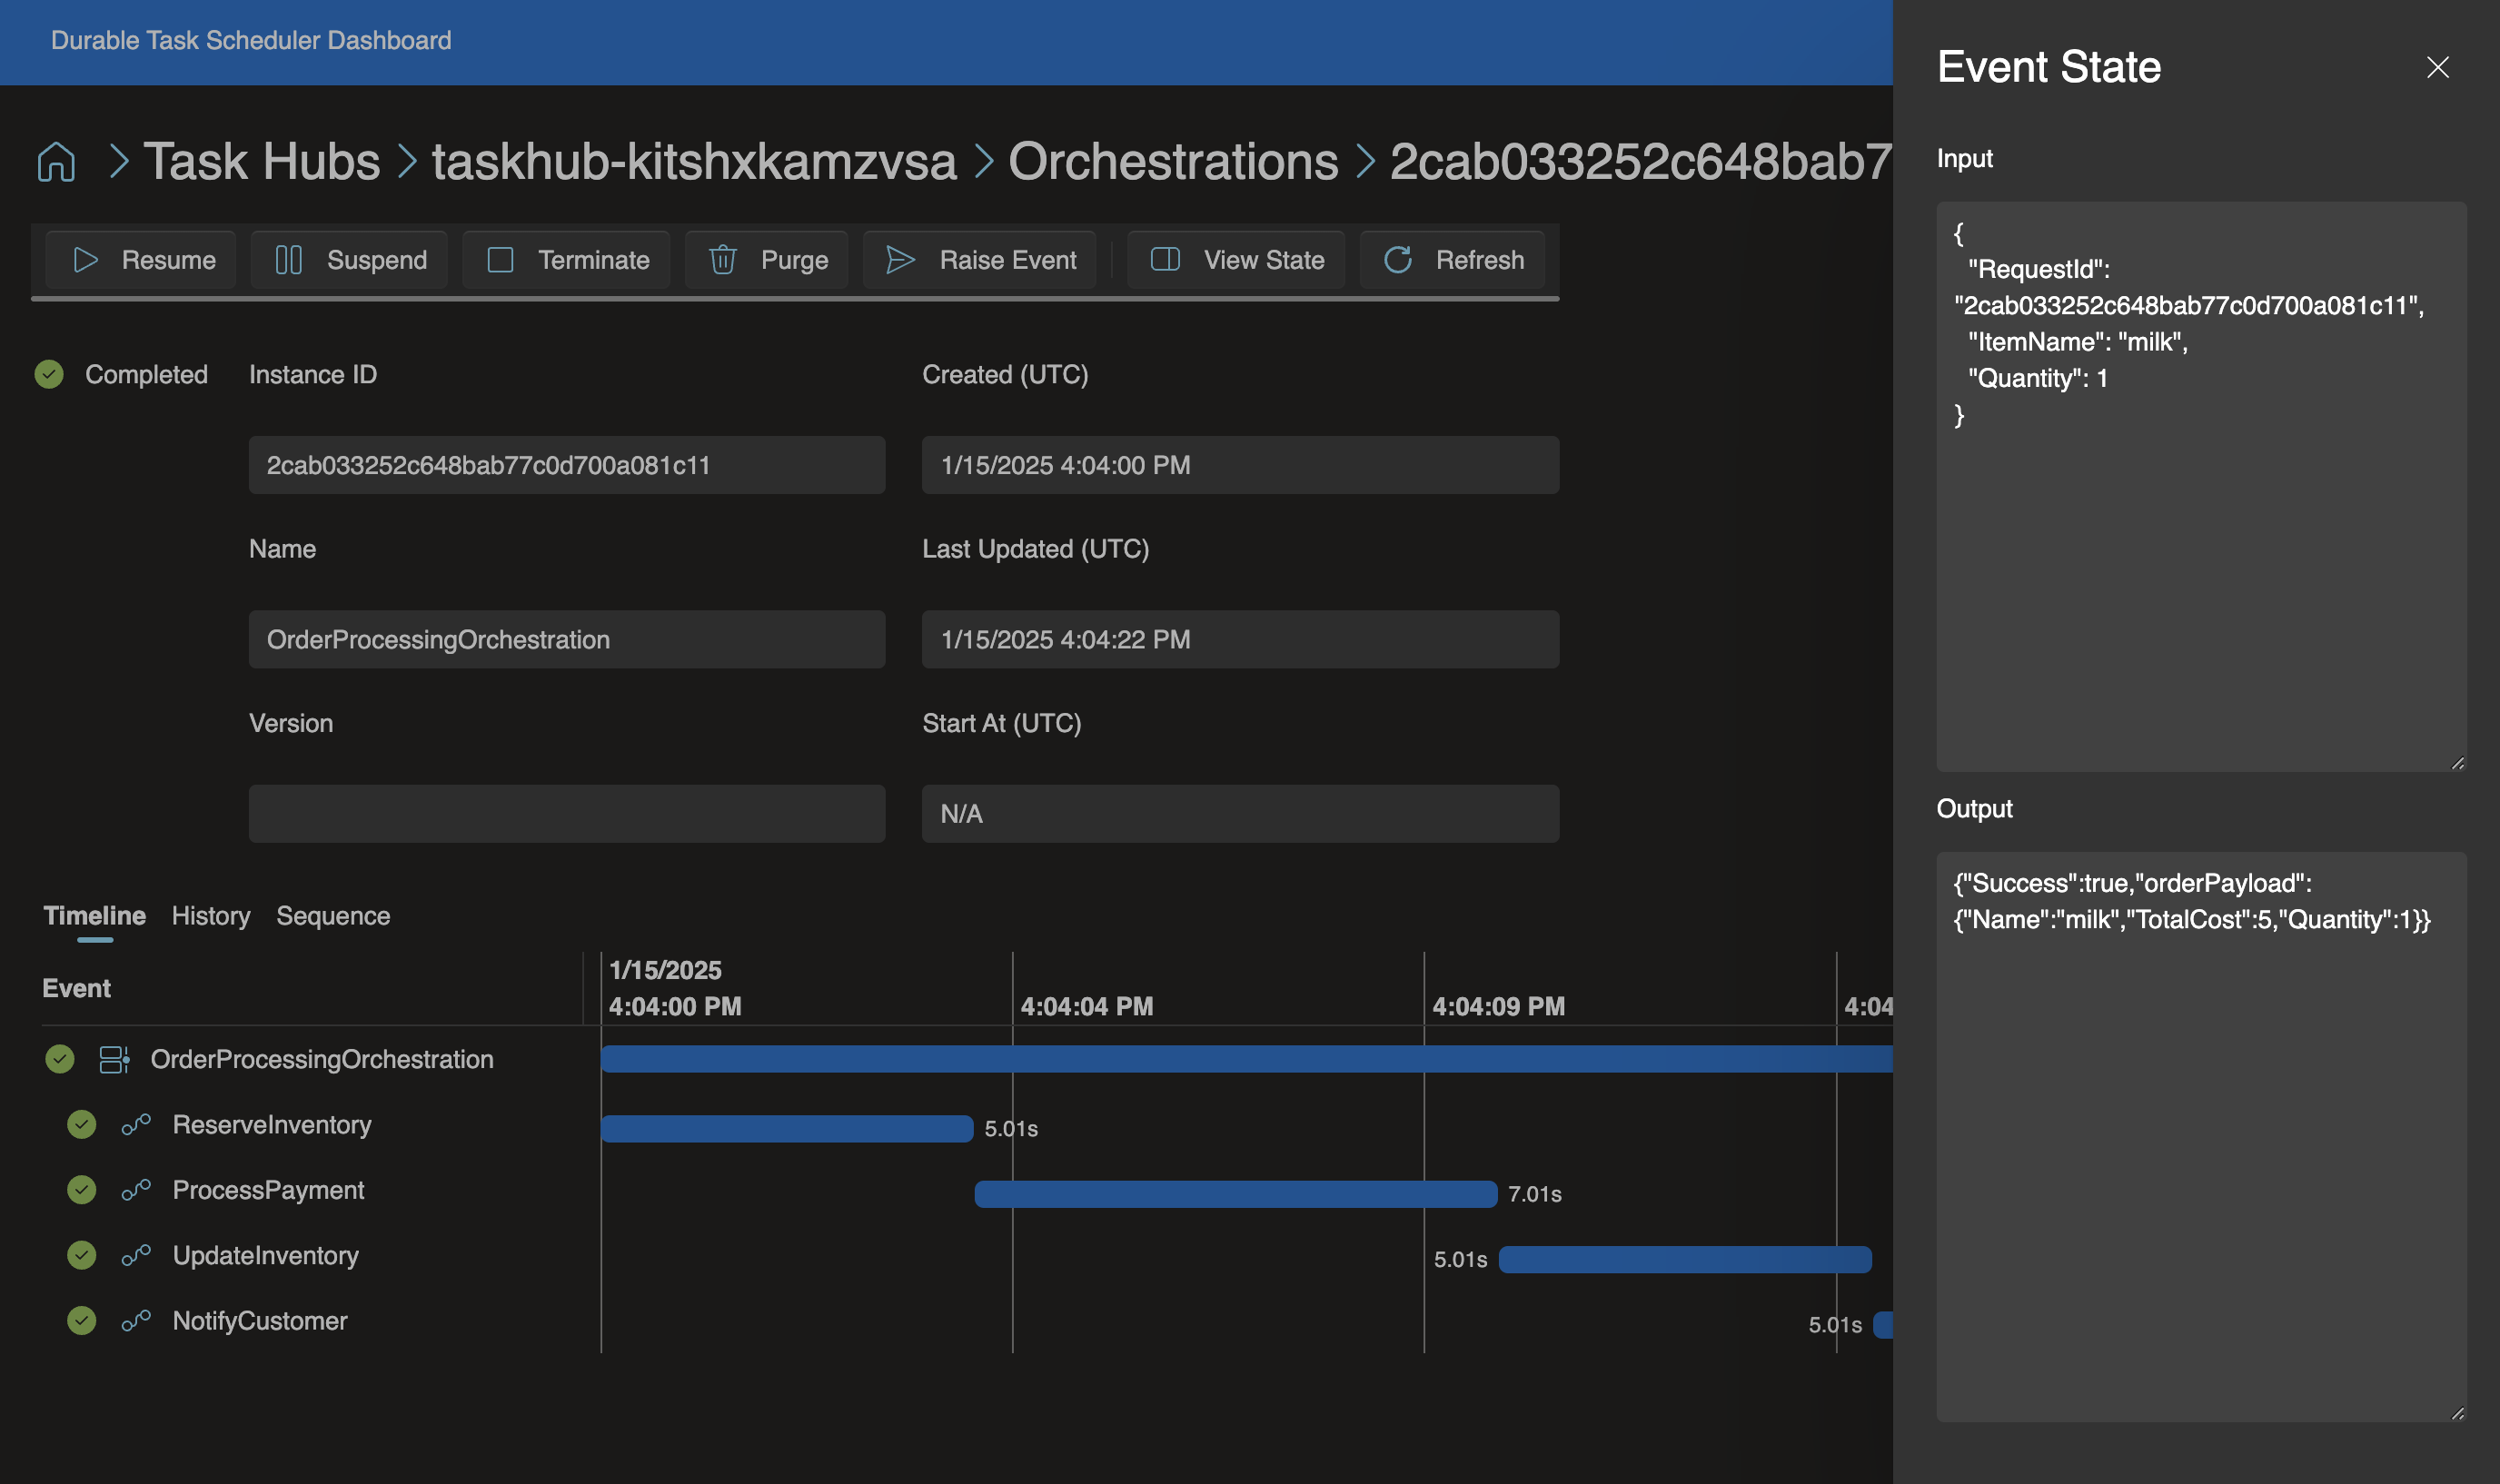 Durable Task Scheduler Dashboard
Task Hubs > taskhub-kitshxkamzvsa > Orchestrations > 2cab033252c648bab7
Resume Suspend Terminate Purge Raise Event View State Refresh
Completed
Instance ID
2cab033252c648bab77c0d700a081c11
Created (UTC)
1/15/2025 4:04:00 PM
Name
OrderProcessingOrchestration
Last Updated (UTC)
1/15/2025 4:04:22 PM
Version
Start At (UTC)
N/A
Timeline History Sequence
Event
1/15/2025
4:04:00 PM 4:04:04 PM 4:04:09 PM 4:04
OrderProcessingOrchestration
ReserveInventory 5.01s
ProcessPayment 7.01s
UpdateInventory 5.01s
NotifyCustomer 5.01s
Event State
Input
{
"RequestId":
"2cab033252c648bab77c0d700a081c11",
"ItemName": "milk",
"Quantity": 1
}
Output
{"Success":true,"orderPayload":
{"Name":"milk","TotalCost":5,"Quantity":1}}